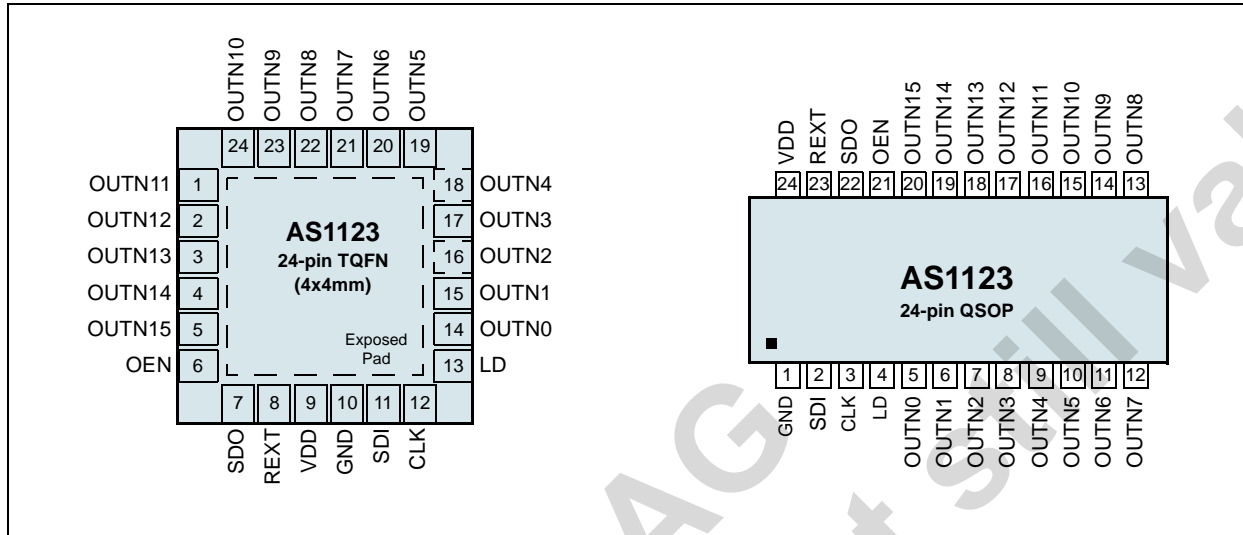 OUTN10 OUTN9 OUTN8 OUTN7 OUTN6 OUTN5
24 23 22 21 20 19
OUTN11 1 18 OUTN4
OUTN12 2 17 OUTN3
OUTN13 3 16 OUTN2
OUTN14 4 15 OUTN1
OUTN15 5 14 OUTN0
OEN 6 13 LD
AS1123
24-pin TQFN
(4x4mm)
Exposed
Pad
7 8 9 10 11 12
SDO REXT VDD GND SDI CLK
VDD REXT SDO OEN OUTN15 OUTN14 OUTN13 OUTN12 OUTN11 OUTN10 OUTN9 OUTN8
24 23 22 21 20 19 18 17 16 15 14 13
AS1123
24-pin QSOP
1 2 3 4 5 6 7 8 9 10 11 12
GND SDI CLK LD OUTN0 OUTN1 OUTN2 OUTN3 OUTN4 OUTN5 OUTN6 OUTN7
AG
still